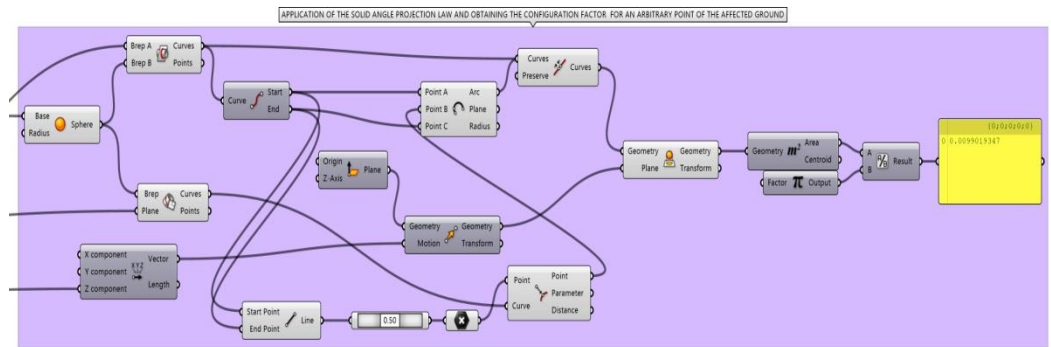 APPLICATION OF THE SOLID ANGLE PROJECTION LAW AND OBTAINING THE CONFIGURATION FACTOR FOR AN ARBITRARY POINT OF THE AFFECTED GROUND
Brep A
Brep B
Curves
Points
Base
Radius
Sphere
Curve
Start
End
Point A
Point B
Point C
Arc
Plane
Radius
Curves
Preserve
Curves
Origin
Z-Axis
Plane
Brep
Plane
Curves
Points
Geometry
Motion
Geometry
Transform
Geometry
Plane
Geometry
Transform
Geometry
m²
Area
Centroid
Factor
π
Output
A
B
A/B
Result
{0;0;0;0;0}
0 0.0099019347
X component
Y component
Z component
XYZ
Vector
Length
Start Point
End Point
Line
0.50
Point
Curve
Point
Parameter
Distance